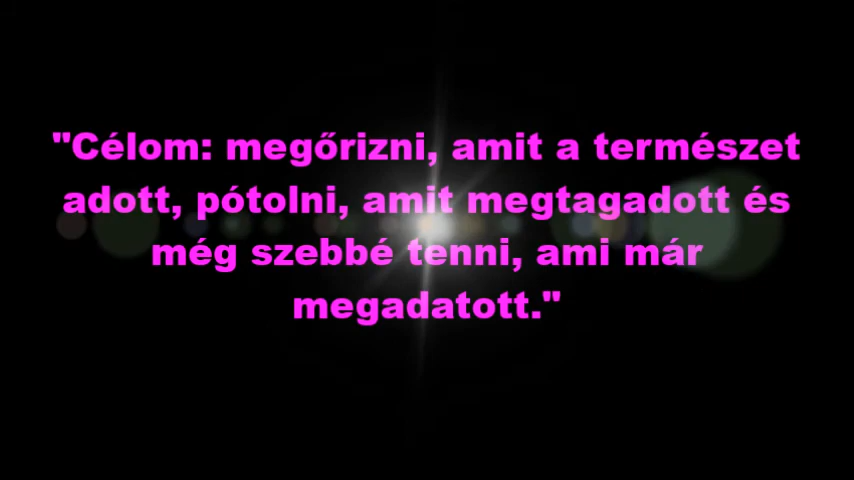 "Célom: megőrizni, amit a természet
adott, pótolni, amit megtagadott és
még szebbé tenni, ami már
megadatott."